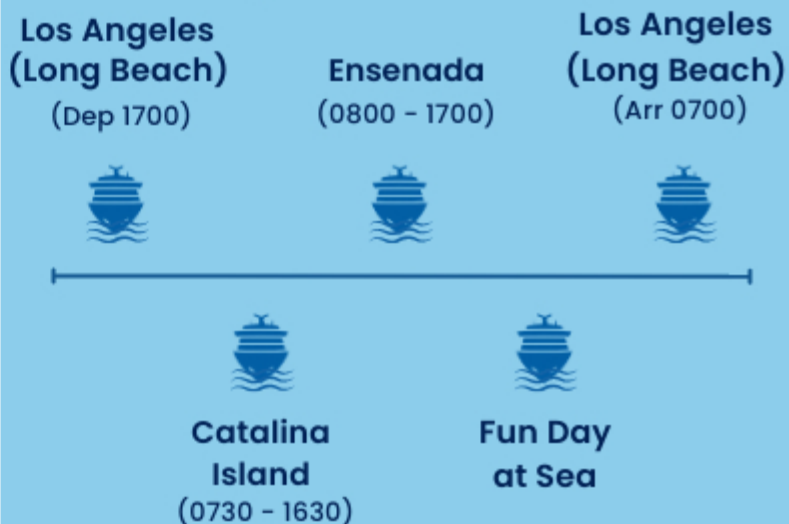 Los Angeles
(Long Beach)
(Dep 1700)
Catalina
Island
(0730 - 1630)
Ensenada
(0800 - 1700)
Fun Day
at Sea
Los Angeles
(Long Beach)
(Arr 0700)